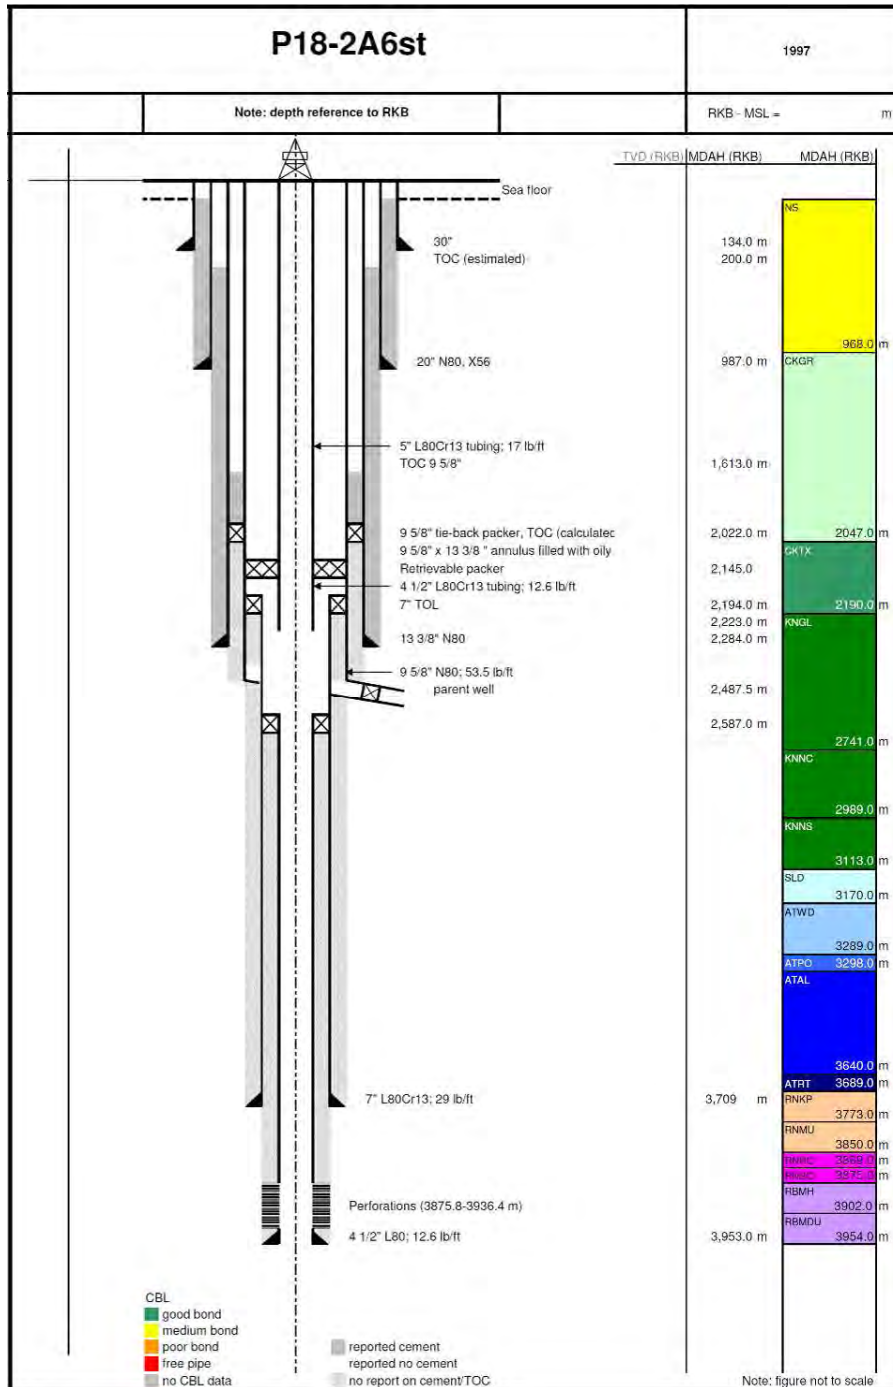 P18-2A6st
1997
Note: depth reference to RKB
RKB - MSL = m
TVD (RKB) MDAH (RKB) MDAH (RKB)
Sea floor
NS
30" 134.0 m
TOC (estimated) 200.0 m
968.0 m
20" N80, X56 987.0 m
CKGR
5" L80Cr13 tubing; 17 lb/ft
TOC 9 5/8" 1,613.0 m
9 5/8" tie-back packer, TOC (calculated 2,022.0 m 2047.0 m
9 5/8" x 13 3/8 " annulus filled with oily
CKTX
Retrievable packer 2,145.0
4 1/2" L80Cr13 tubing; 12.6 lb/ft
7" TOL 2,194.0 m 2190.0 m
2,223.0 m
KNGL
13 3/8" N80 2,284.0 m
9 5/8" N80; 53.5 lb/ft
parent well 2,487.5 m
2,587.0 m
2741.0 m
KNNC
2989.0 m
KNNS
3113.0 m
SLD
3170.0 m
ATWD
3289.0 m
ATPO 3298.0 m
ATAL
3640.0 m
ATRT 3689.0 m
7" L80Cr13; 29 lb/ft 3,709 m
RNKP
3773.0 m
RNMU
3850.0 m
3869.0 m
3875.0 m
RBMH
Perforations (3875.8-3936.4 m)
3902.0 m
RBMDU
4 1/2" L80; 12.6 lb/ft 3,953.0 m 3954.0 m
CBL
good bond
medium bond
poor bond
free pipe
no CBL data
reported cement
reported no cement
no report on cement/TOC
Note: figure not to scale